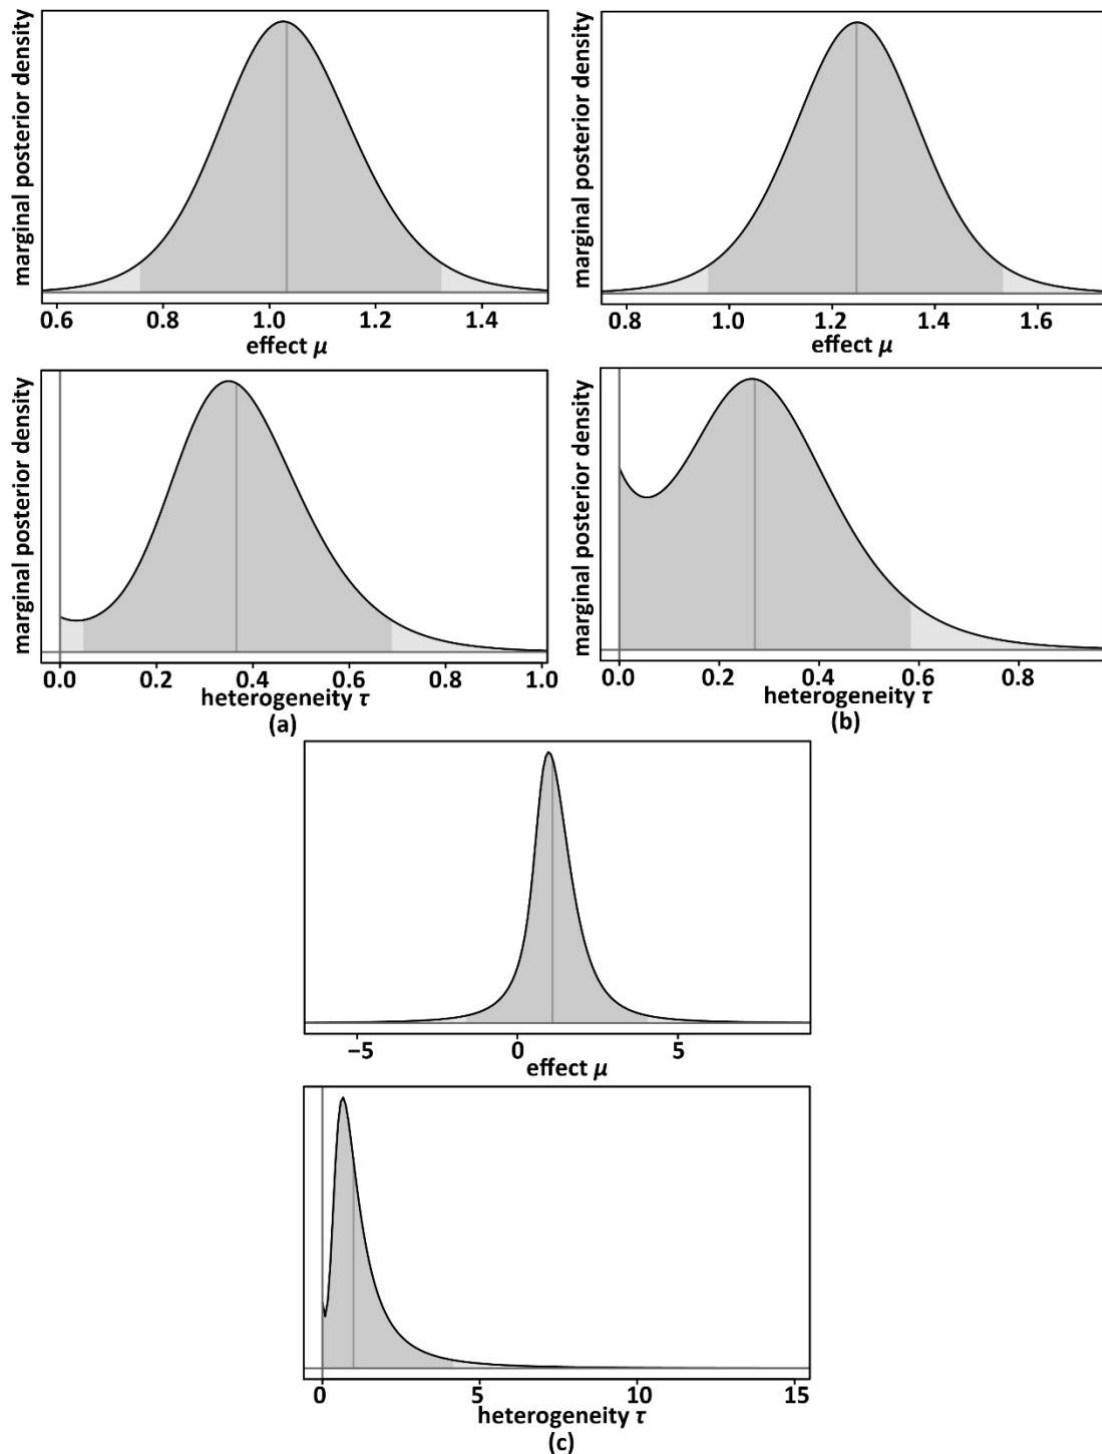 marginal posterior density
0.6 0.8 1.0 1.2 1.4
effect μ
marginal posterior density
0.8 1.0 1.2 1.4 1.6
effect μ
marginal posterior density
0.0 0.2 0.4 0.6 0.8 1.0
heterogeneity τ
(a)
marginal posterior density
0.0 0.2 0.4 0.6 0.8
heterogeneity τ
(b)
−5 0 5
effect μ
0 5 10 15
heterogeneity τ
(c)